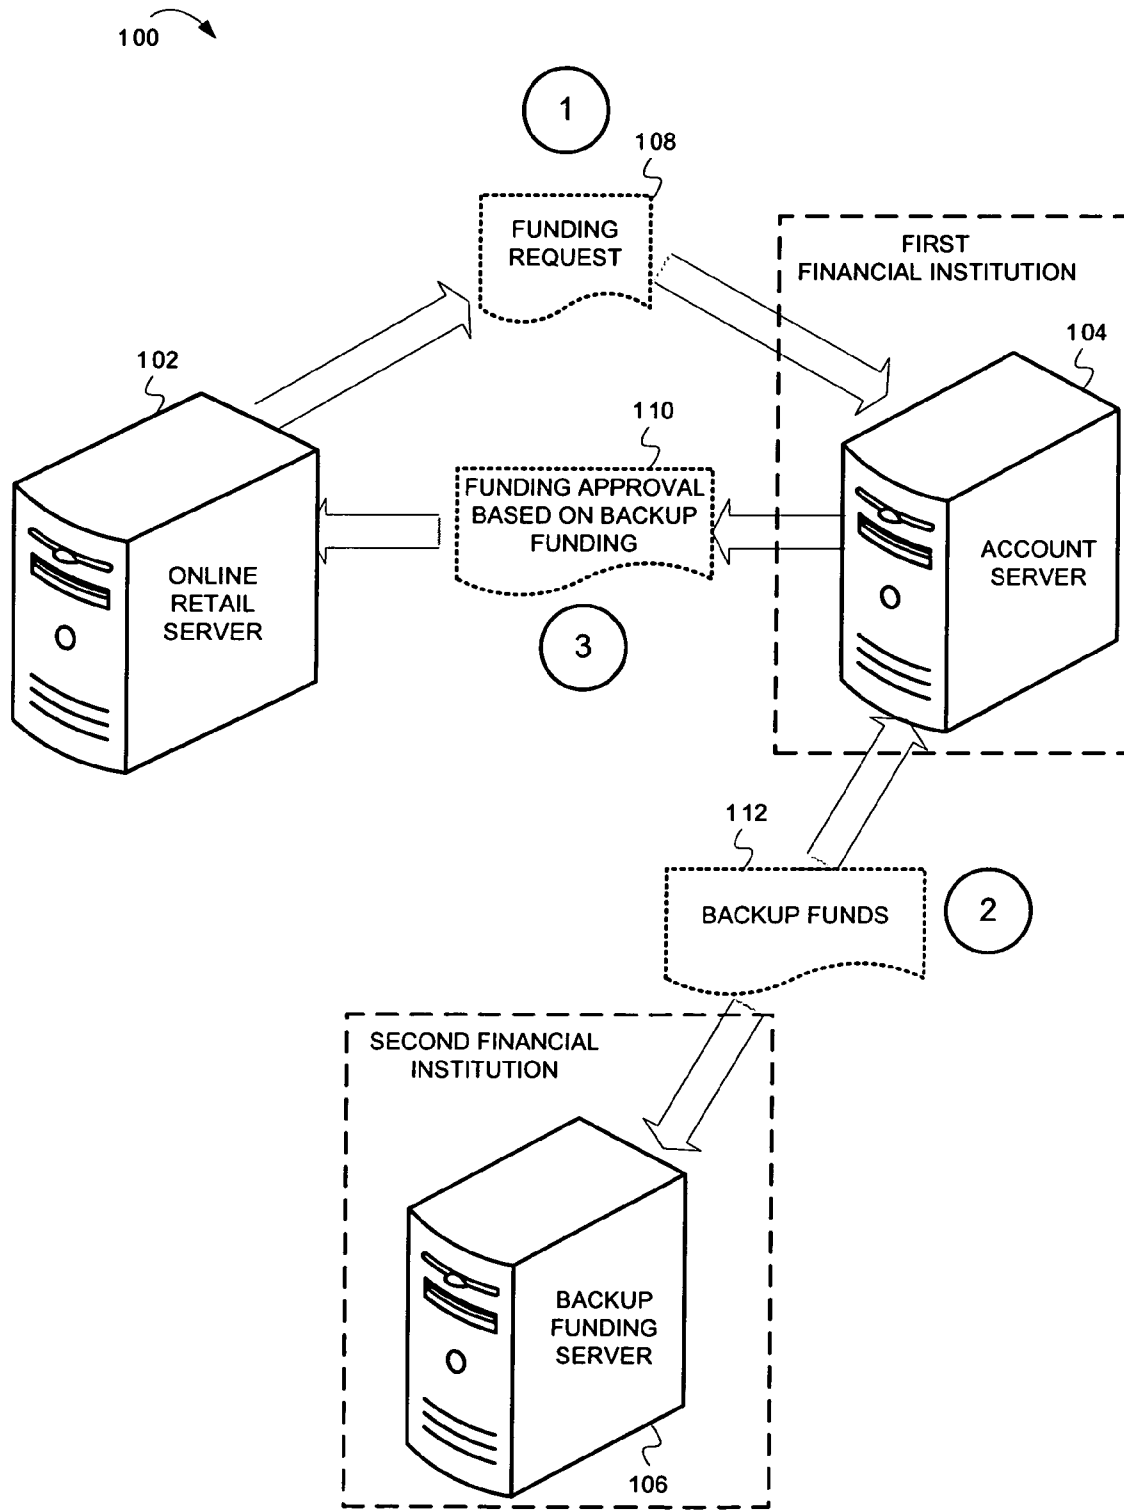 100
1
108
FUNDING
REQUEST
FIRST
FINANCIAL INSTITUTION
102
104
110
FUNDING APPROVAL
BASED ON BACKUP
FUNDING
ONLINE
RETAIL
SERVER
ACCOUNT
SERVER
3
112
BACKUP FUNDS
2
SECOND FINANCIAL
INSTITUTION
BACKUP
FUNDING
SERVER
106